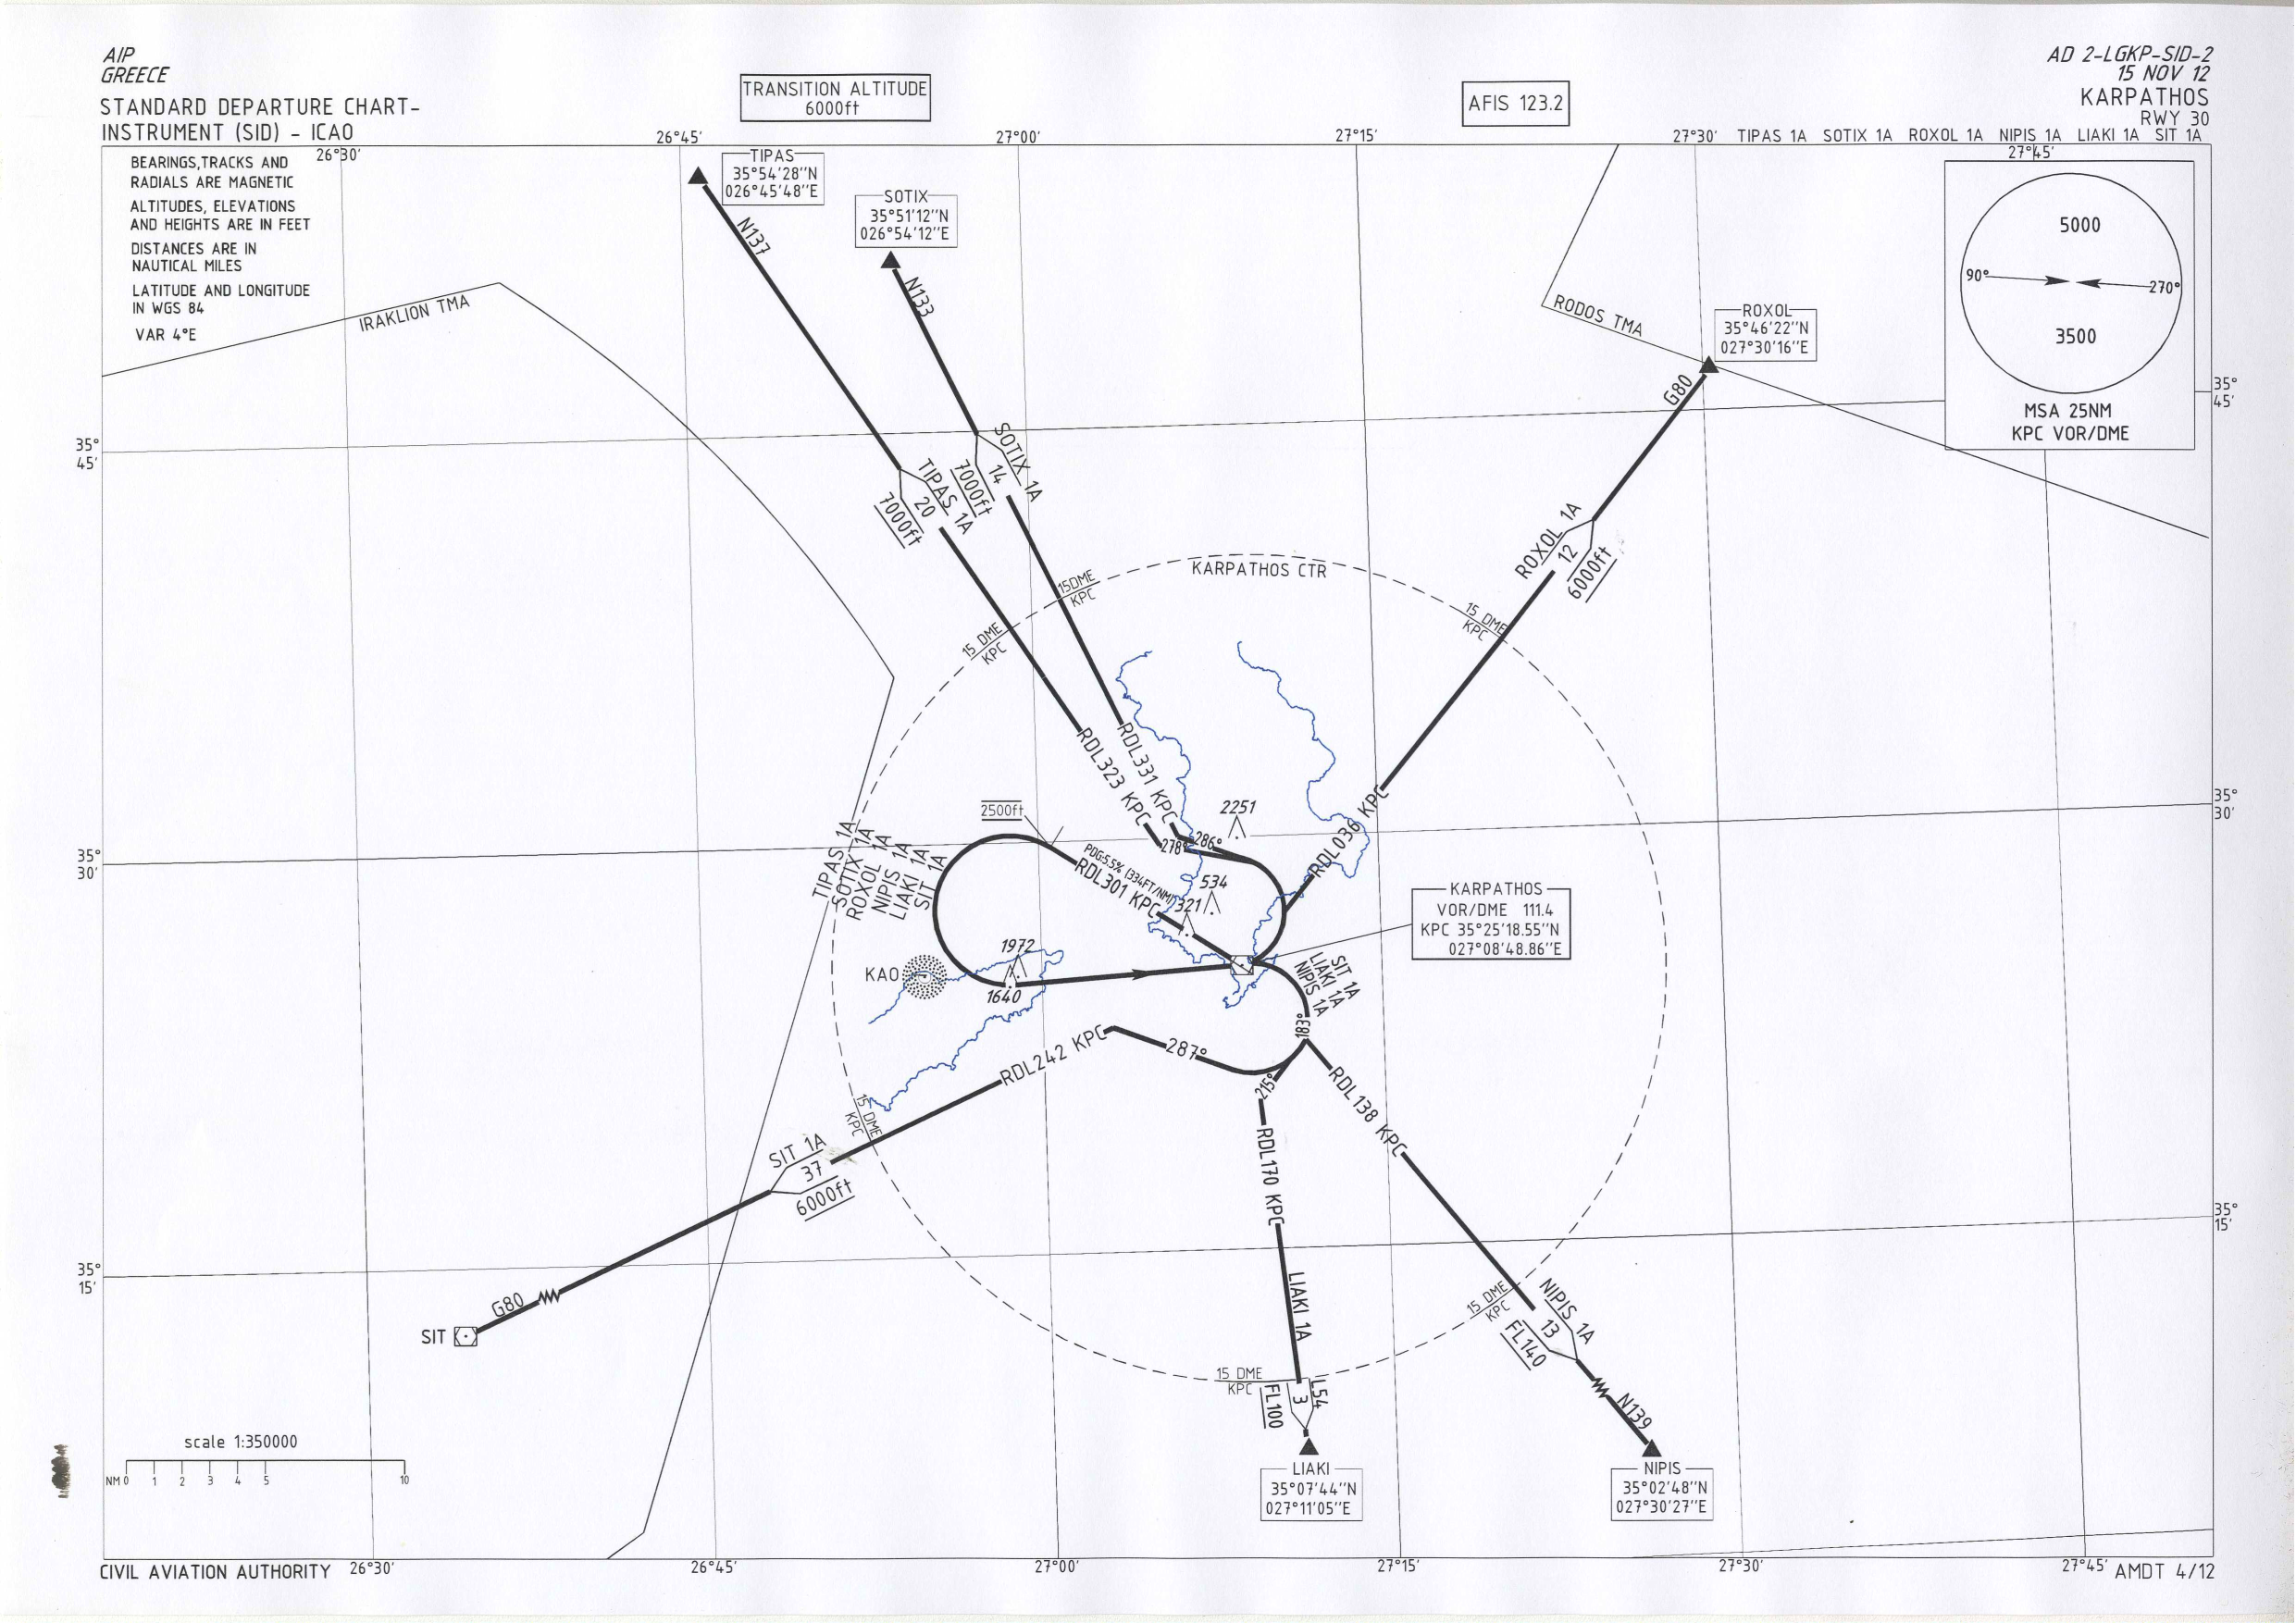 AIP
GREECE
STANDARD DEPARTURE CHART-
INSTRUMENT (SID) - ICAO
TRANSITION ALTITUDE
6000ft
AFIS 123.2
AD 2-LGKP-SID-2
15 NOV 12
KARPATHOS
RWY 30
TIPAS 1A SOTIX 1A ROXOL 1A NIPIS 1A LIAKI 1A SIT 1A
26°30'
26°45'
27°00'
27°15'
27°30'
27°45'
BEARINGS,TRACKS AND
RADIALS ARE MAGNETIC
ALTITUDES, ELEVATIONS
AND HEIGHTS ARE IN FEET
DISTANCES ARE IN
NAUTICAL MILES
LATITUDE AND LONGITUDE
IN WGS 84
VAR 4°E
IRAKLION TMA
TIPAS
35°54'28''N
026°45'48''E
N137
SOTIX
35°51'12''N
026°54'12''E
N133
RODOS TMA
ROXOL
35°46'22''N
027°30'16''E
G80
5000
90°
270°
3500
MSA 25NM
KPC VOR/DME
35°
45'
35°
45'
TIPAS 1A
20
7000ft
SOTIX 1A
14
7000ft
ROXOL 1A
12
6000ft
KARPATHOS CTR
15DME
KPC
15 DME
KPC
15 DME
KPC
RDL323 KPC
RDL331 KPC
RDL036 KPC
278°
286°
2251
2500ft
PDG:5.5% (334FT/NM)
RDL301 KPC
534
321
35°
30'
35°
30'
TIPAS 1A
SOTIX 1A
ROXOL 1A
NIPIS 1A
LIAKI 1A
SIT 1A
KARPATHOS
VOR/DME 111.4
KPC 35°25'18.55''N
027°08'48.86''E
1972
KAO
1640
SIT 1A
LIAKI 1A
NIPIS 1A
183°
RDL242 KPC
287°
215°
RDL138 KPC
RDL170 KPC
15 DME
KPC
SIT 1A
37
6000ft
G80
SIT
35°
15'
35°
15'
LIAKI 1A
15 DME
KPC
FL100
3
L54
15 DME
KPC
NIPIS 1A
13
FL140
N139
LIAKI
35°07'44''N
027°11'05''E
NIPIS
35°02'48''N
027°30'27''E
scale 1:350000
NM 0 1 2 3 4 5 10
26°30'
26°45'
27°00'
27°15'
27°30'
27°45'
CIVIL AVIATION AUTHORITY
AMDT 4/12